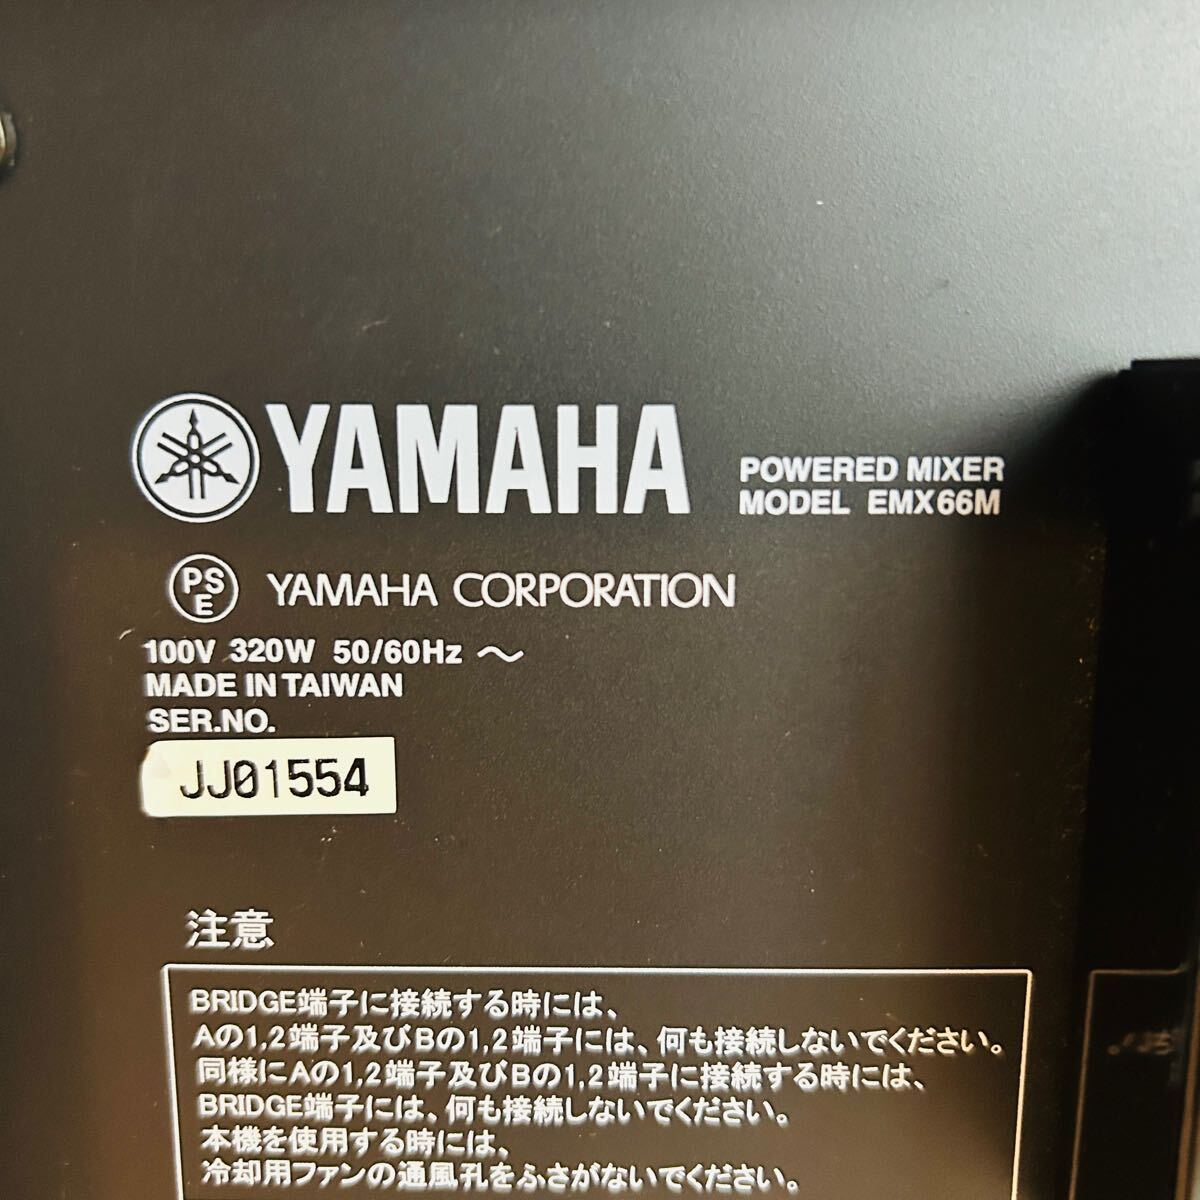 YAMAHA
POWERED MIXER
MODEL EMX66M
PSE YAMAHA CORPORATION
100V 320W 50/60Hz ～
MADE IN TAIWAN
SER.NO.
JJ01554
注意
BRIDGE端子に接続する時には、
Aの1,2端子及びBの1,2端子には、何も接続しないでください。
同様にAの1,2端子及びBの1,2端子に接続する時には、
BRIDGE端子には、何も接続しないでください。
本機を使用する時には、
冷却用ファンの通風孔をふさがないでください。